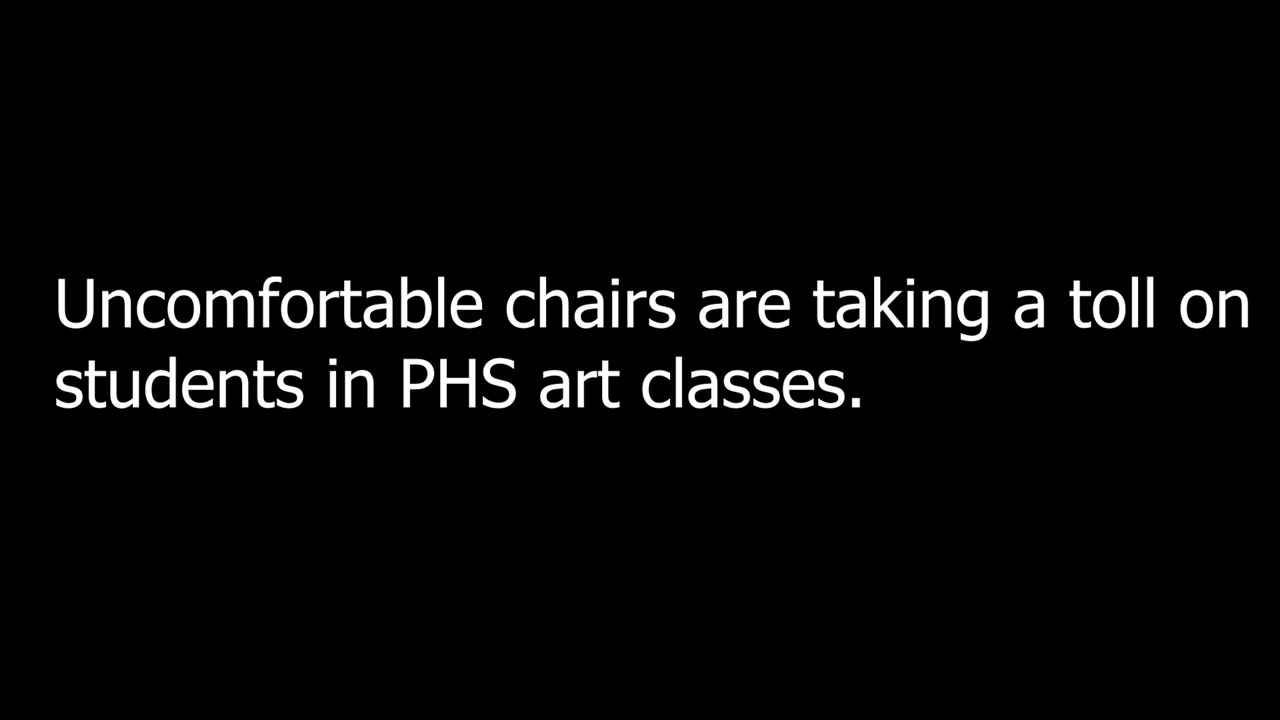 Uncomfortable chairs are taking a toll on
students in PHS art classes.